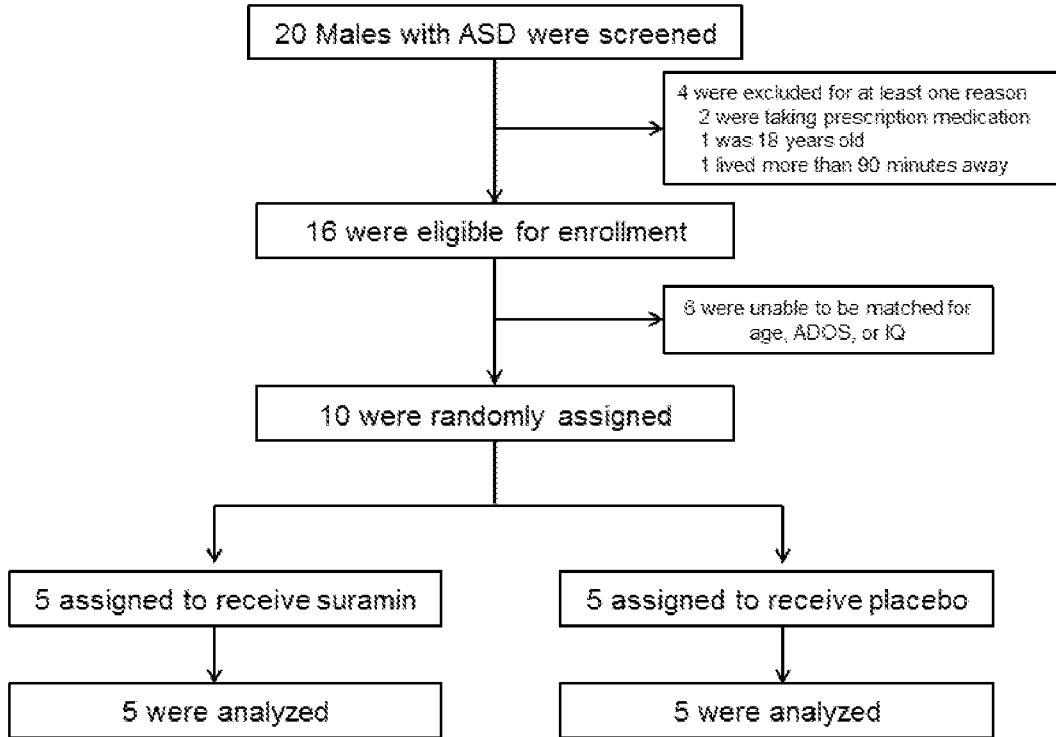 20 Males with ASD were screened
4 were excluded for at least one reason
2 were taking prescription medication
1 was 18 years old
1 lived more than 90 minutes away
16 were eligible for enrollment
6 were unable to be matched for
age, ADOS, or IQ
10 were randomly assigned
5 assigned to receive suramin
5 assigned to receive placebo
5 were analyzed
5 were analyzed